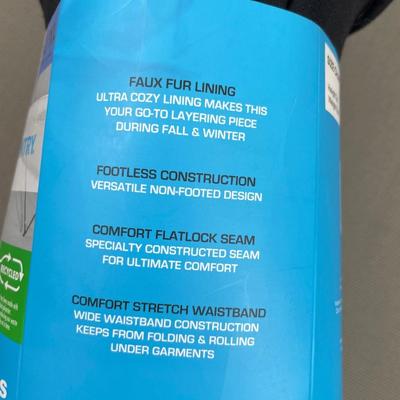 FAUX FUR LINING
ULTRA COZY LINING MAKES THIS
YOUR GO-TO LAYERING PIECE
DURING FALL & WINTER
FOOTLESS CONSTRUCTION
VERSATILE NON-FOOTED DESIGN
COMFORT FLATLOCK SEAM
SPECIALTY CONSTRUCTED SEAM
FOR ULTIMATE COMFORT
COMFORT STRETCH WAISTBAND
WIDE WAISTBAND CONSTRUCTION
KEEPS FROM FOLDING & ROLLING
UNDER GARMENTS
RECYCLED